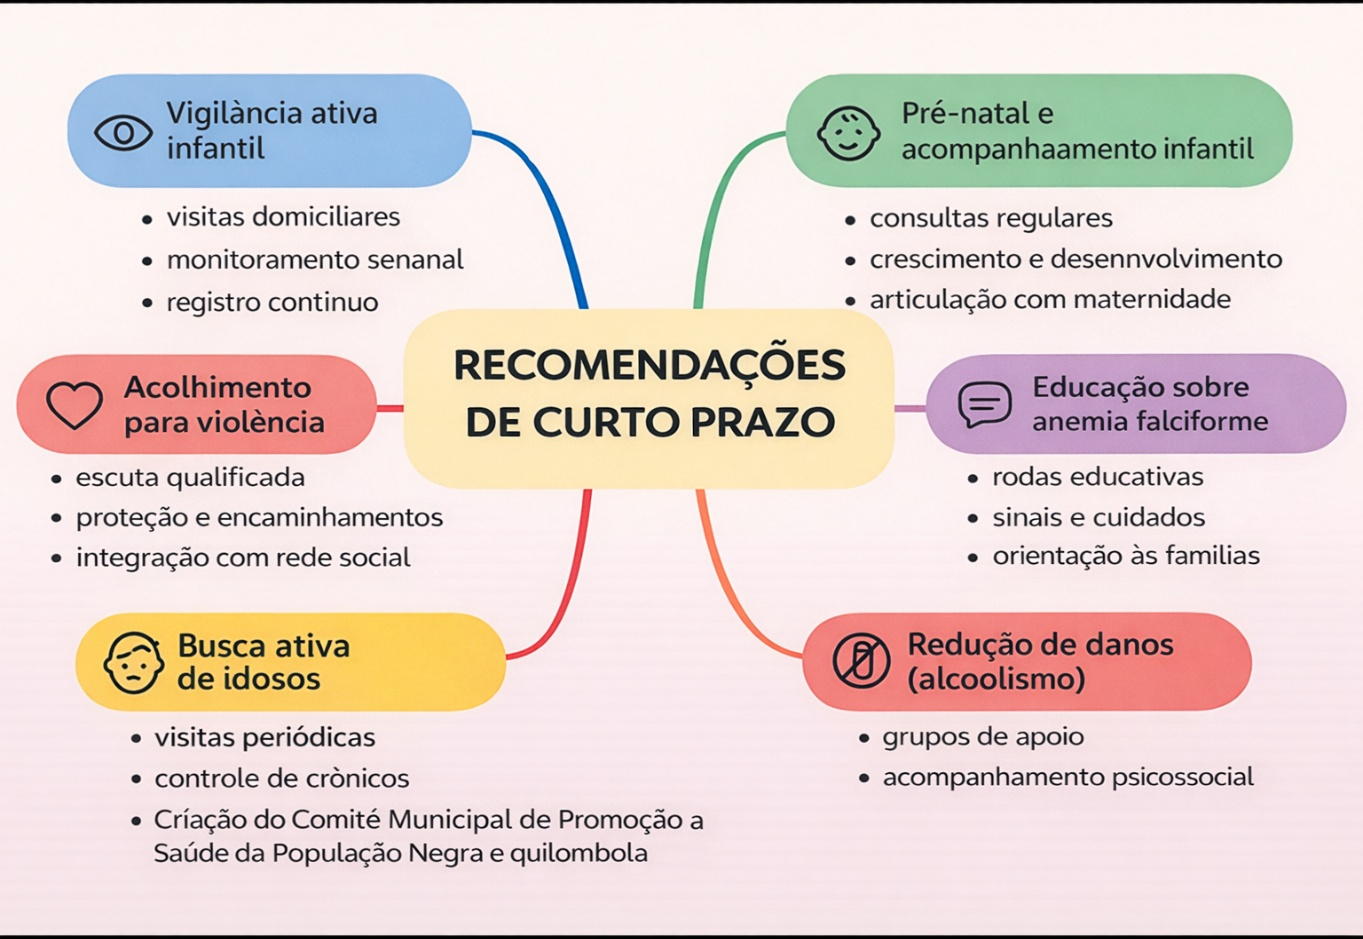 Vigilància ativa
infantil
• visitas domiciliares
• monitoramento senanal
• registro continuo
Pré-natal e
acompanhaamento infantil
• consultas regulares
• crescimento e desennvolvimento
• articulação com maternidade
RECOMENDAÇÕES
DE CURTO PRAZO
Acolhimento
para violència
• escuta qualificada
• proteção e encaminhamentos
• integração com rede social
Educação sobre
anemia falciforme
• rodas educativas
• sinais e cuidados
• orientação às familias
Busca ativa
de idosos
• visitas periódicas
• controle de crònicos
• Críação do Comité Municipal de Promoção a
Saúde da População Negra e quilombola
Redução de danos
(alcoolismo)
• grupos de apoio
• acompanhamento psicossocial